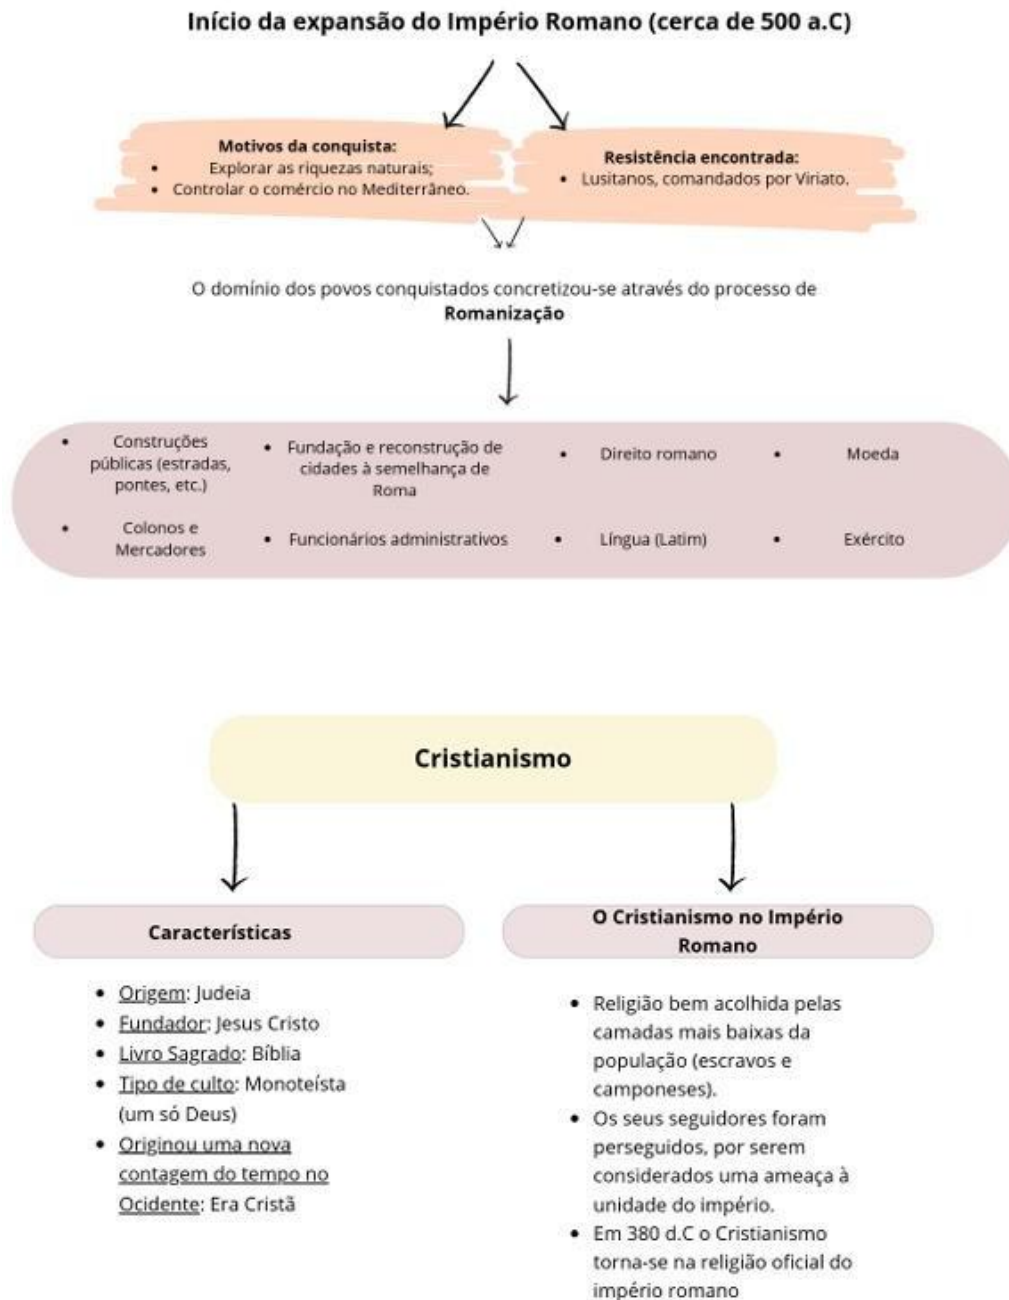 Início da expansão do Império Romano (cerca de 500 a.C)
Motivos da conquista:
• Explorar as riquezas naturais;
• Controlar o comércio no Mediterrâneo.
Resistência encontrada:
• Lusitanos, comandados por Viriato.
O domínio dos povos conquistados concretizou-se através do processo de
Romanização
• Construções
públicas (estradas,
pontes, etc.)
• Fundação e reconstrução de
cidades à semelhança de
Roma
• Direito romano
• Moeda
• Colonos e
Mercadores
• Funcionários administrativos
• Língua (Latim)
• Exército
Cristianismo
Características
• Origem: Judeia
• Fundador: Jesus Cristo
• Livro Sagrado: Bíblia
• Tipo de culto: Monoteísta
(um só Deus)
• Originou uma nova
contagem do tempo no
Ocidente: Era Cristã
O Cristianismo no Império
Romano
• Religião bem acolhida pelas
camadas mais baixas da
população (escravos e
camponeses).
• Os seus seguidores foram
perseguidos, por serem
considerados uma ameaça à
unidade do império.
• Em 380 d.C o Cristianismo
torna-se na religião oficial do
império romano